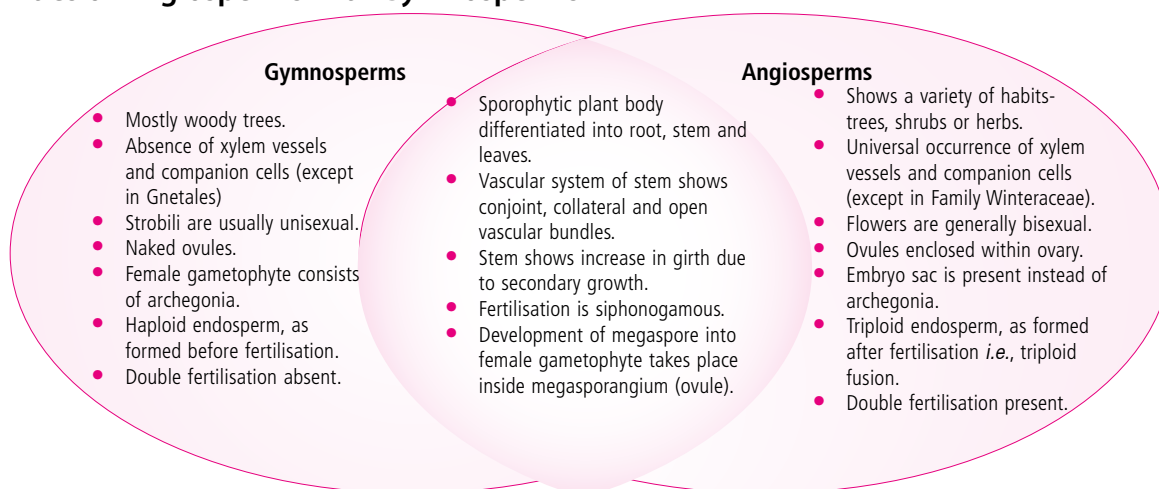 Gymnosperms
• Mostly woody trees.
• Absence of xylem vessels
and companion cells (except
in Gnetales)
• Strobili are usually unisexual.
• Naked ovules.
• Female gametophyte consists
of archegonia.
• Haploid endosperm, as
formed before fertilisation.
• Double fertilisation absent.
• Sporophytic plant body
differentiated into root, stem and
leaves.
• Vascular system of stem shows
conjoint, collateral and open
vascular bundles.
• Stem shows increase in girth due
to secondary growth.
• Fertilisation is siphonogamous.
• Development of megaspore into
female gametophyte takes place
inside megasporangium (ovule).
Angiosperms
• Shows a variety of habits-
trees, shrubs or herbs.
• Universal occurrence of xylem
vessels and companion cells
(except in Family Winteraceae).
• Flowers are generally bisexual.
• Ovules enclosed within ovary.
• Embryo sac is present instead of
archegonia.
• Triploid endosperm, as formed
after fertilisation i.e., triploid
fusion.
• Double fertilisation present.